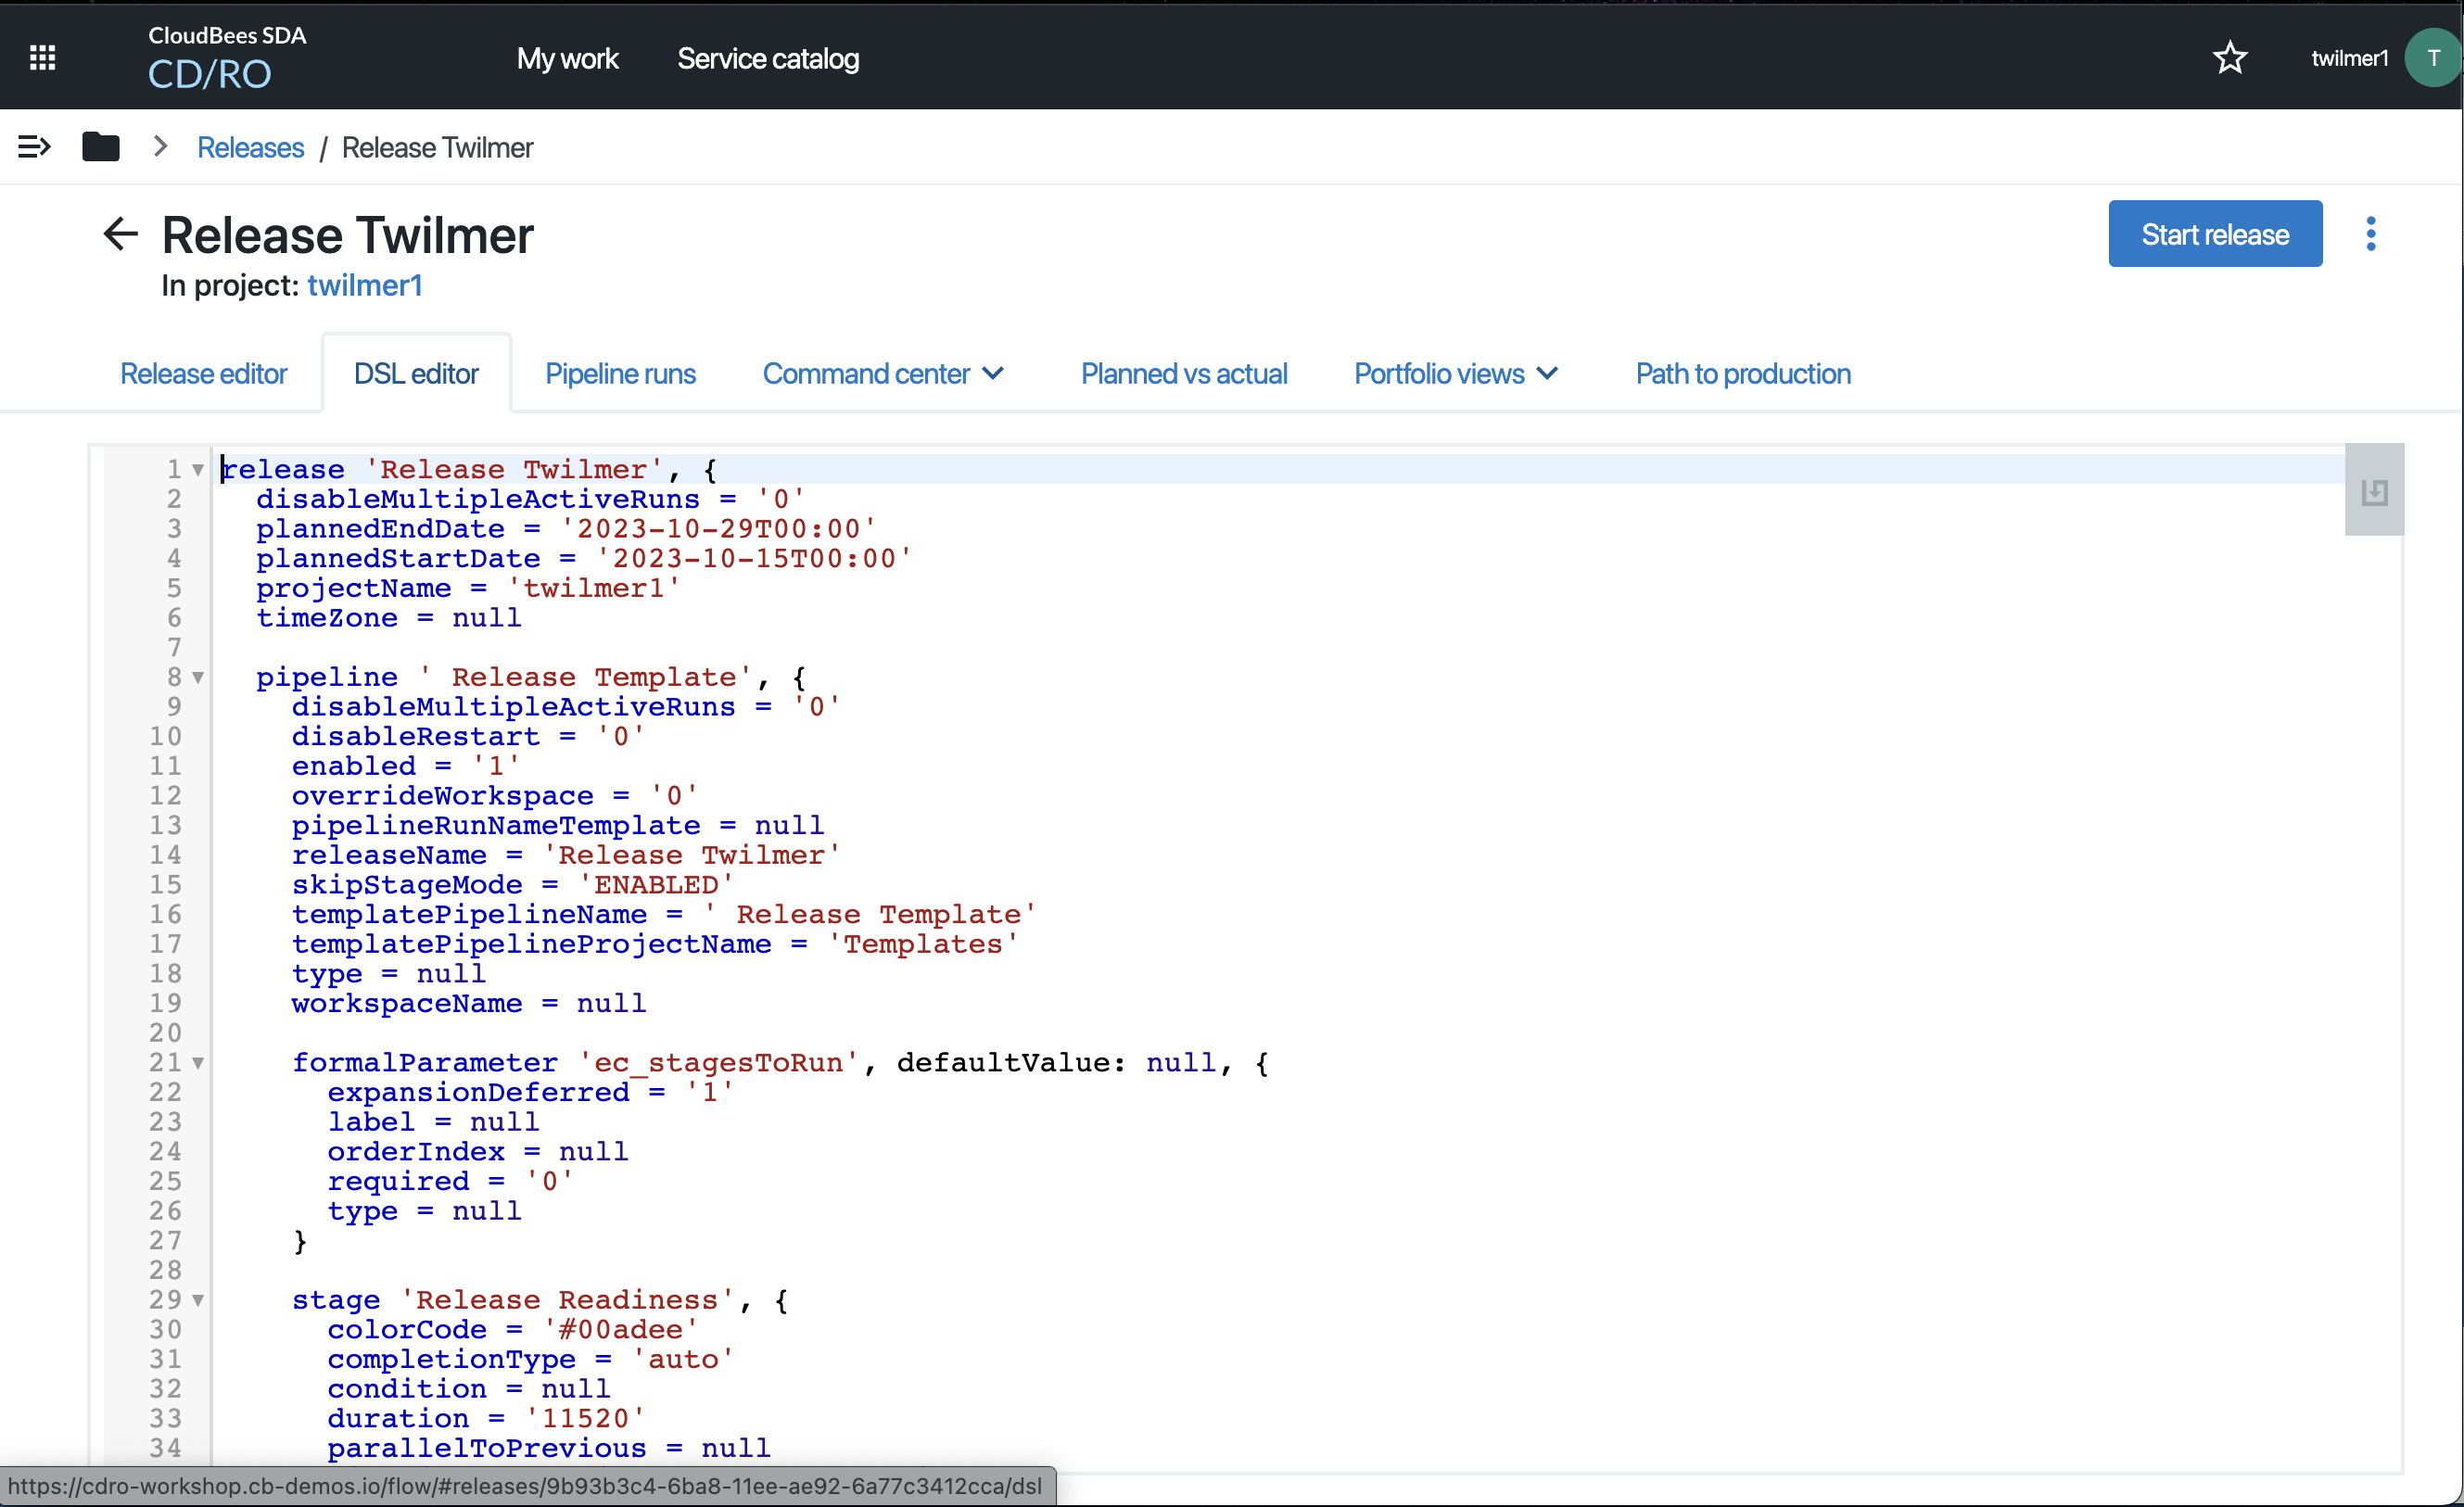 CloudBees SDA
CD/RO
My work
Service catalog
twilmer1
T
Releases / Release Twilmer
Release Twilmer
In project: twilmer1
Start release
Release editor
DSL editor
Pipeline runs
Command center
Planned vs actual
Portfolio views
Path to production
1 release 'Release Twilmer', {
2 disableMultipleActiveRuns = '0'
3 plannedEndDate = '2023-10-29T00:00'
4 plannedStartDate = '2023-10-15T00:00'
5 projectName = 'twilmer1'
6 timeZone = null
7
8 pipeline ' Release Template', {
9 disableMultipleActiveRuns = '0'
10 disableRestart = '0'
11 enabled = '1'
12 overrideWorkspace = '0'
13 pipelineRunNameTemplate = null
14 releaseName = 'Release Twilmer'
15 skipStageMode = 'ENABLED'
16 templatePipelineName = ' Release Template'
17 templatePipelineProjectName = 'Templates'
18 type = null
19 workspaceName = null
20
21 formalParameter 'ec_stagesToRun', defaultValue: null, {
22 expansionDeferred = '1'
23 label = null
24 orderIndex = null
25 required = '0'
26 type = null
27 }
28
29 stage 'Release Readiness', {
30 colorCode = '#00adee'
31 completionType = 'auto'
32 condition = null
33 duration = '11520'
34 parallelToPrevious = null
https://cdro-workshop.cb-demos.io/flow/#releases/9b93b3c4-6ba8-11ee-ae92-6a77c3412cca/dsl